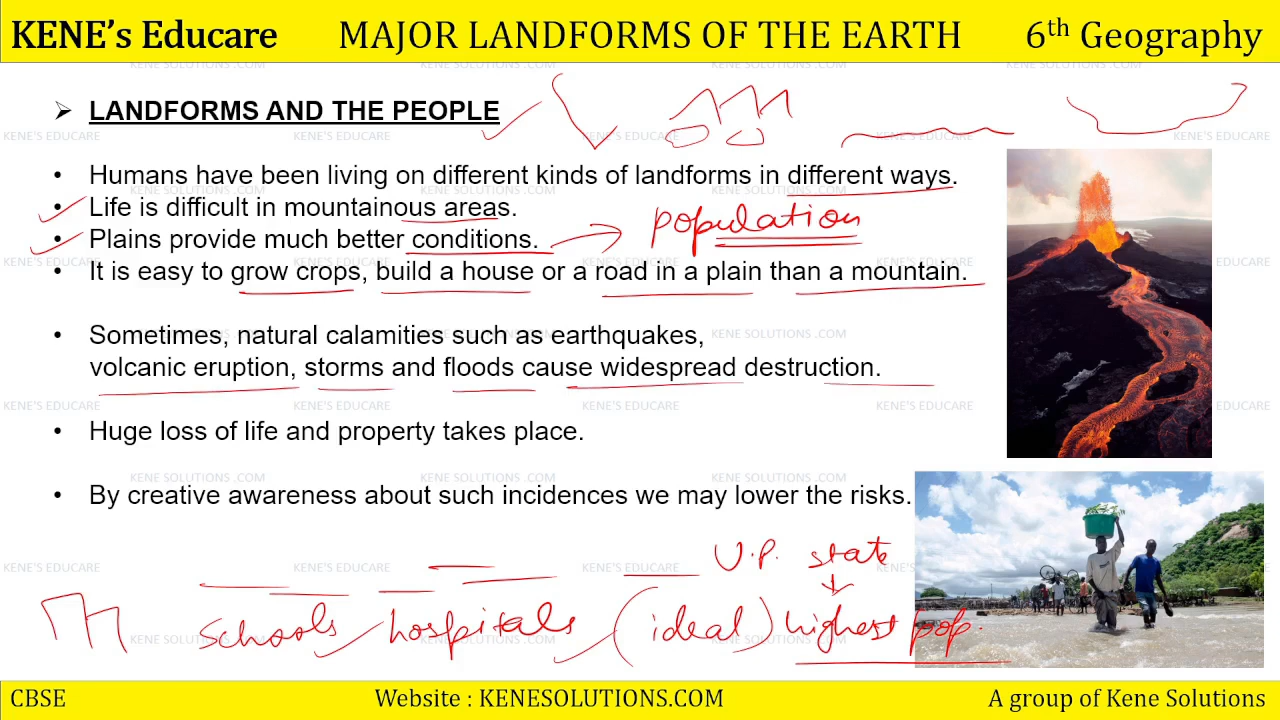 KENE's Educare MAJOR LANDFORMS OF THE EARTH 6th Geography
➢ LANDFORMS AND THE PEOPLE
• Humans have been living on different kinds of landforms in different ways.
• Life is difficult in mountainous areas.
• Plains provide much better conditions. → population
• It is easy to grow crops, build a house or a road in a plain than a mountain.
• Sometimes, natural calamities such as earthquakes,
volcanic eruption, storms and floods cause widespread destruction.
• Huge loss of life and property takes place.
• By creative awareness about such incidences we may lower the risks.
U.P. state
schools hospitals (ideal) highest pop.
CBSE Website : KENESOLUTIONS.COM A group of Kene Solutions
KENE SOLUTIONS .COM
KENE'S EDUCARE